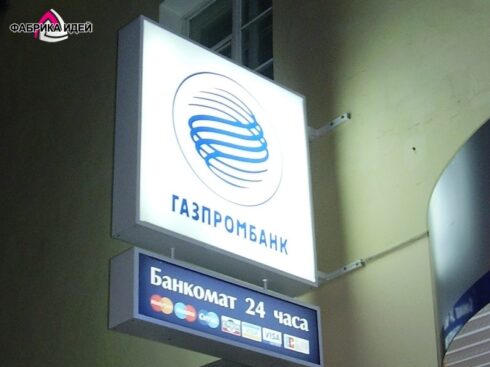 ФАБРИКА ИДЕЙ
ГАЗПРОМБАНК
Банкомат 24 часа
VISA